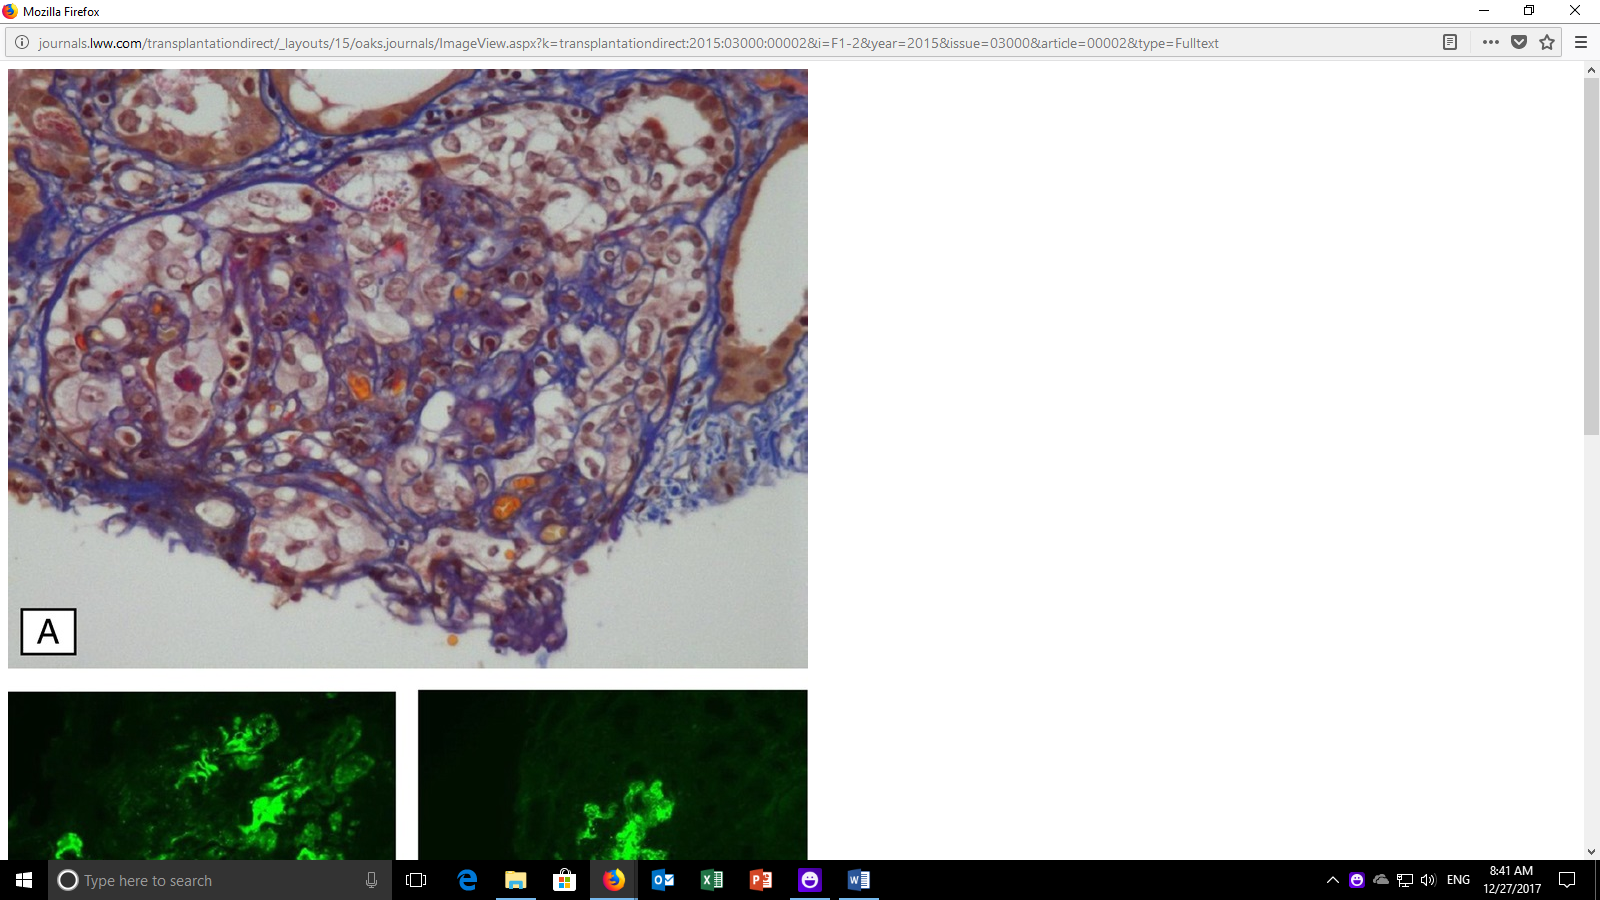 Mozilla Firefox
journals.lww.com/transplantationdirect/_layouts/15/oaks.journals/ImageView.aspx?k=transplantationdirect:2015:03000:00002&i=F1-2&year=2015&issue=03000&article=00002&type=Fulltext
A
Type here to search
ENG
8:41 AM
12/27/2017